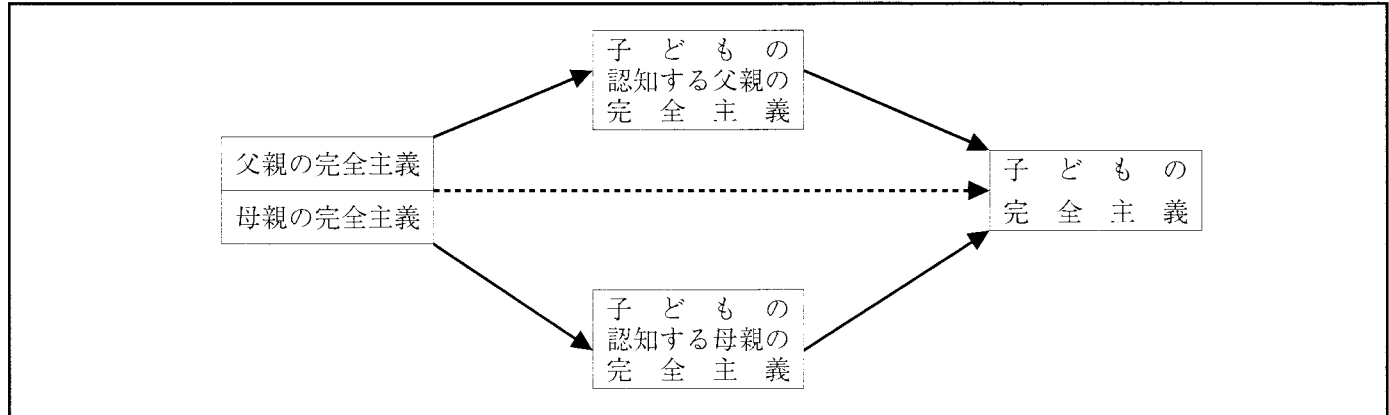 子どもの
認知する父親の
完全主義
父親の完全主義
母親の完全主義
子どもの
完全主義
子どもの
認知する母親の
完全主義